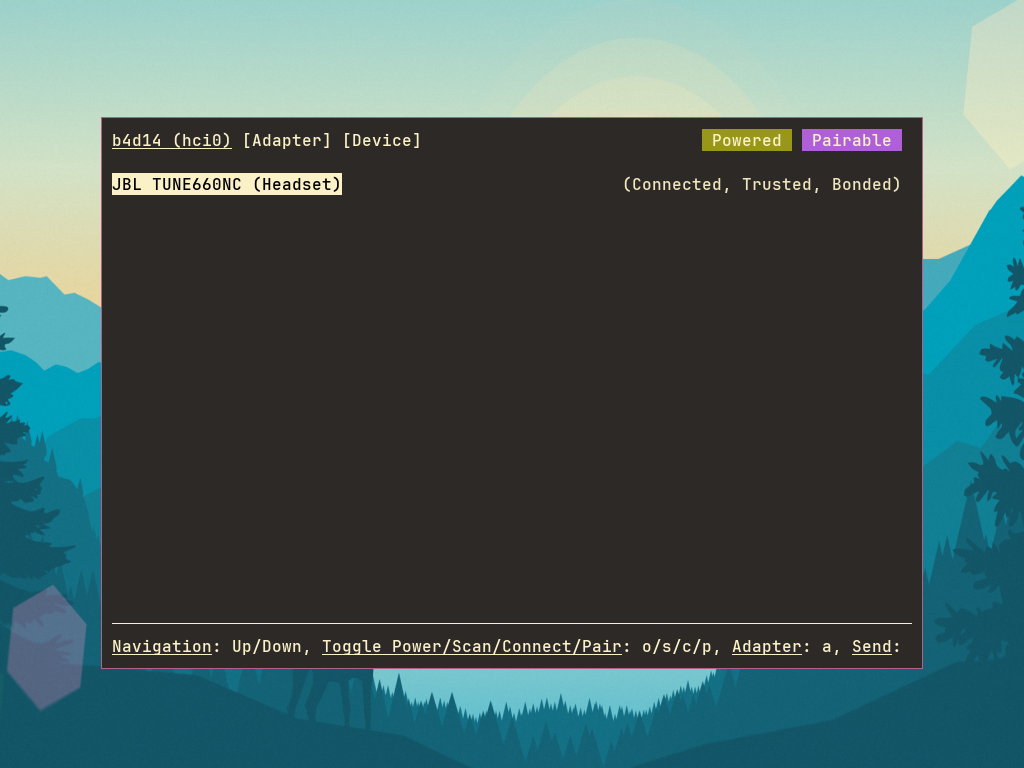 b4d14 (hci0) [Adapter] [Device] Powered Pairable
JBL TUNE660NC (Headset) (Connected, Trusted, Bonded)
Navigation: Up/Down, Toggle Power/Scan/Connect/Pair: o/s/c/p, Adapter: a, Send: